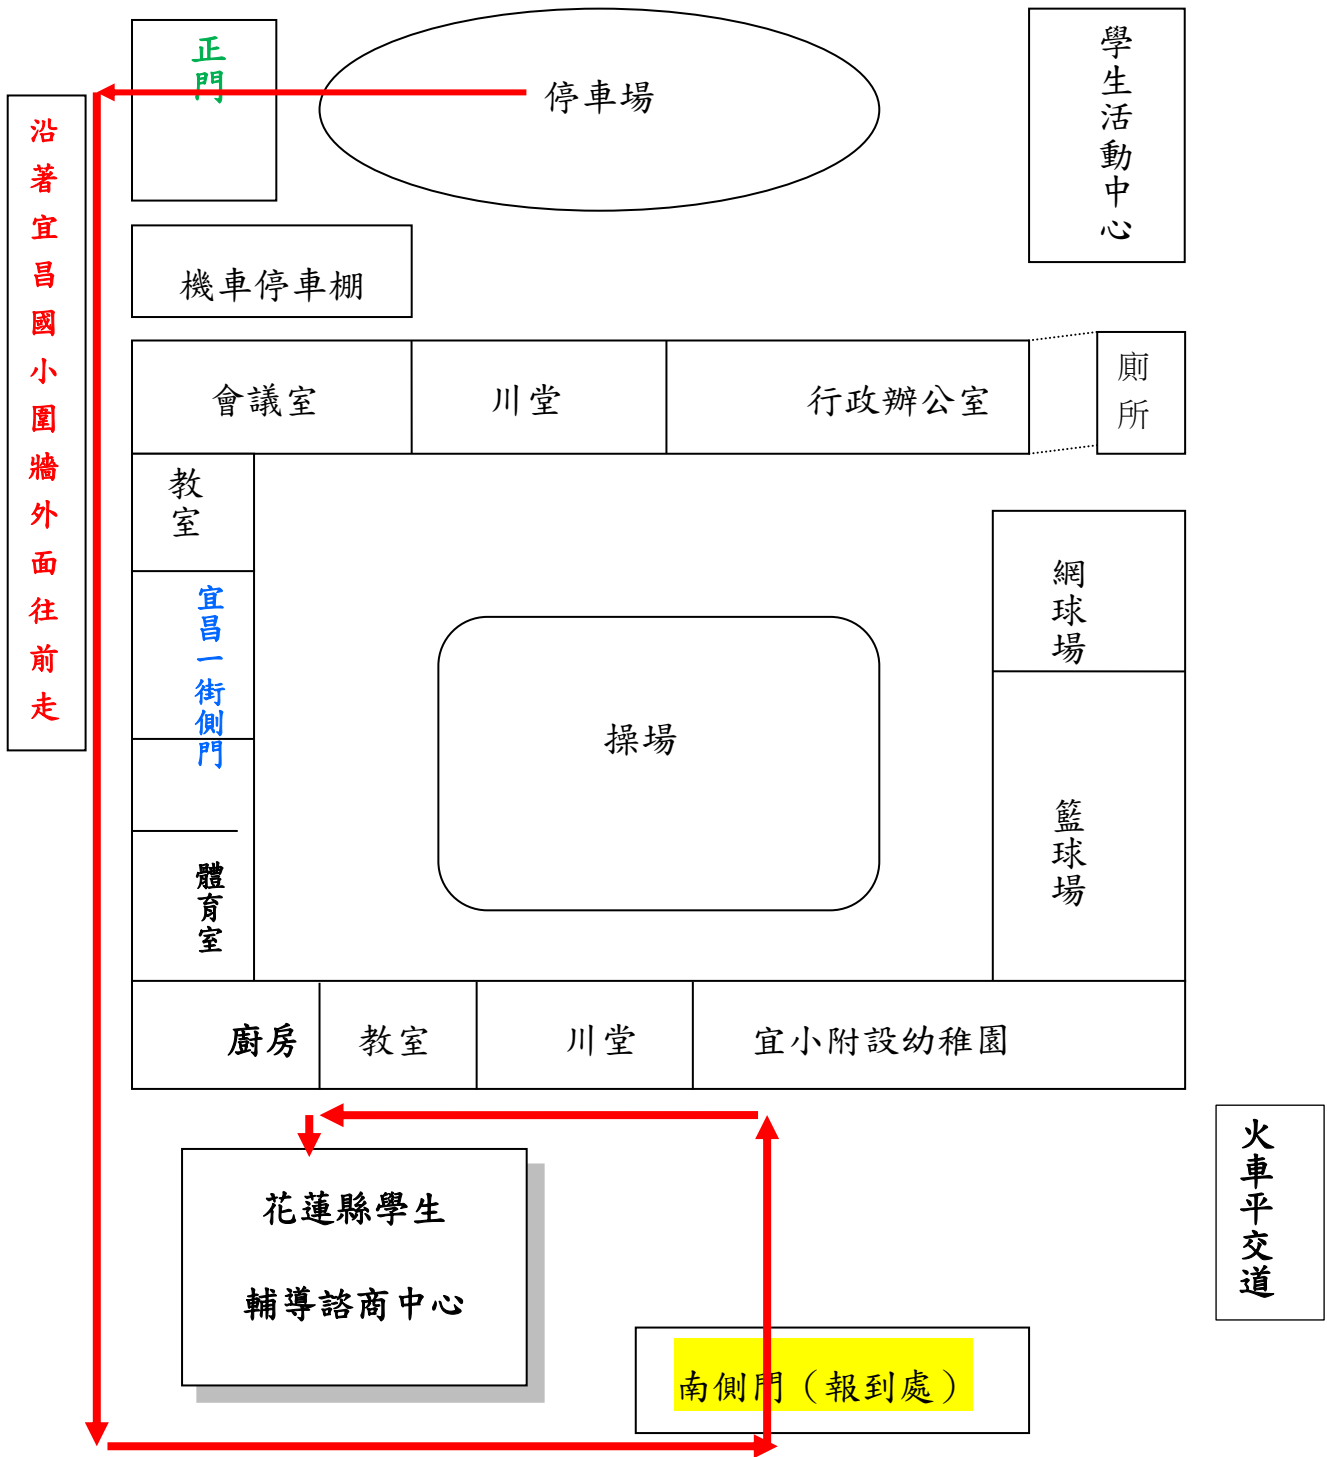 正門
停車場
學生活動中心
沿著宜昌國小圍牆外面往前走
機車停車棚
會議室
川堂
行政辦公室
廁所
教室
宜昌一街側門
網球場
操場
籃球場
體育室
廚房
教室
川堂
宜小附設幼稚園
火車平交道
花蓮縣學生
輔導諮商中心
南側門（報到處）